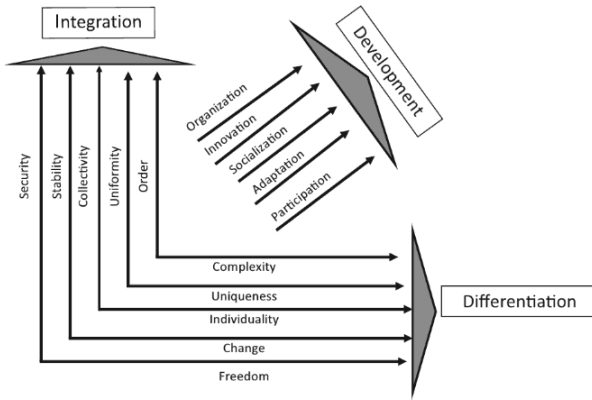 Integration
Development
Organization
Innovation
Socialization
Adaptation
Participation
Security
Stability
Collectivity
Uniformity
Order
Complexity
Uniqueness
Individuality
Change
Freedom
Differentiation